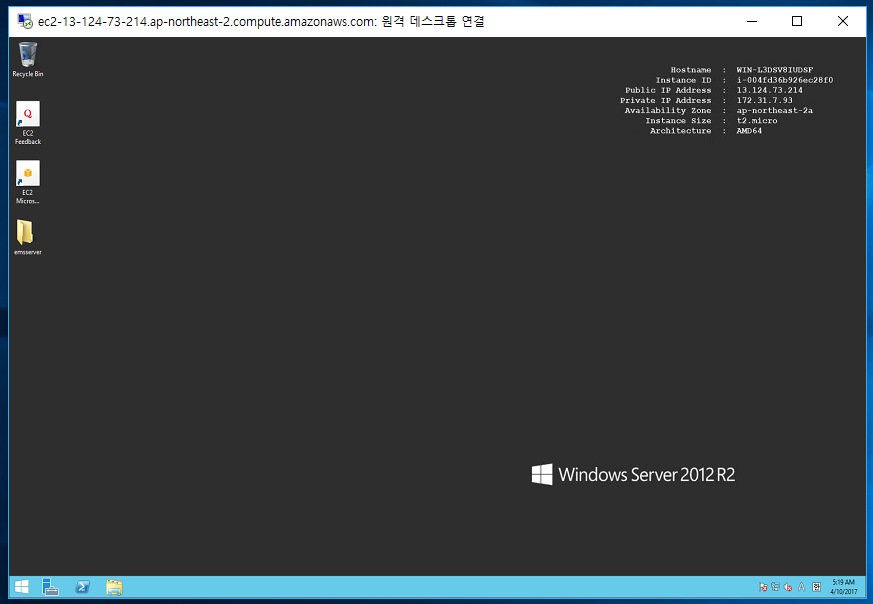 ec2-13-124-73-214.ap-northeast-2.compute.amazonaws.com: 원격 데스크톱 연결
Recycle Bin
EC2
Feedback
EC2
Micros...
emsserver
Hostname : WIN-L3DSV8IUDSF
Instance ID : i-004fd36b926ec28f0
Public IP Address : 13.124.73.214
Private IP Address : 172.31.7.93
Availability Zone : ap-northeast-2a
Instance Size : t2.micro
Architecture : AMD64
Windows Server 2012 R2
A
5:19 AM
4/10/2017